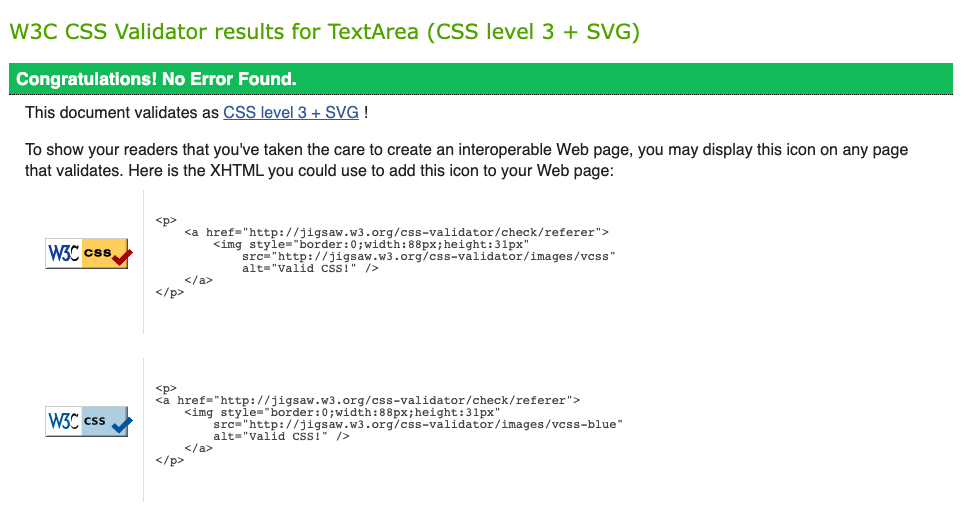 W3C CSS Validator results for TextArea (CSS level 3 + SVG)
Congratulations! No Error Found.
This document validates as CSS level 3 + SVG !
To show your readers that you've taken the care to create an interoperable Web page, you may display this icon on any page
that validates. Here is the XHTML you could use to add this icon to your Web page:
W3C css
<p>
    <a href="http://jigsaw.w3.org/css-validator/check/referer">
        <img style="border:0;width:88px;height:31px"
            src="http://jigsaw.w3.org/css-validator/images/vcss"
            alt="Valid CSS!" />
    </a>
</p>
W3C css
<p>
<a href="http://jigsaw.w3.org/css-validator/check/referer">
    <img style="border:0;width:88px;height:31px"
        src="http://jigsaw.w3.org/css-validator/images/vcss-blue"
        alt="Valid CSS!" />
    </a>
</p>